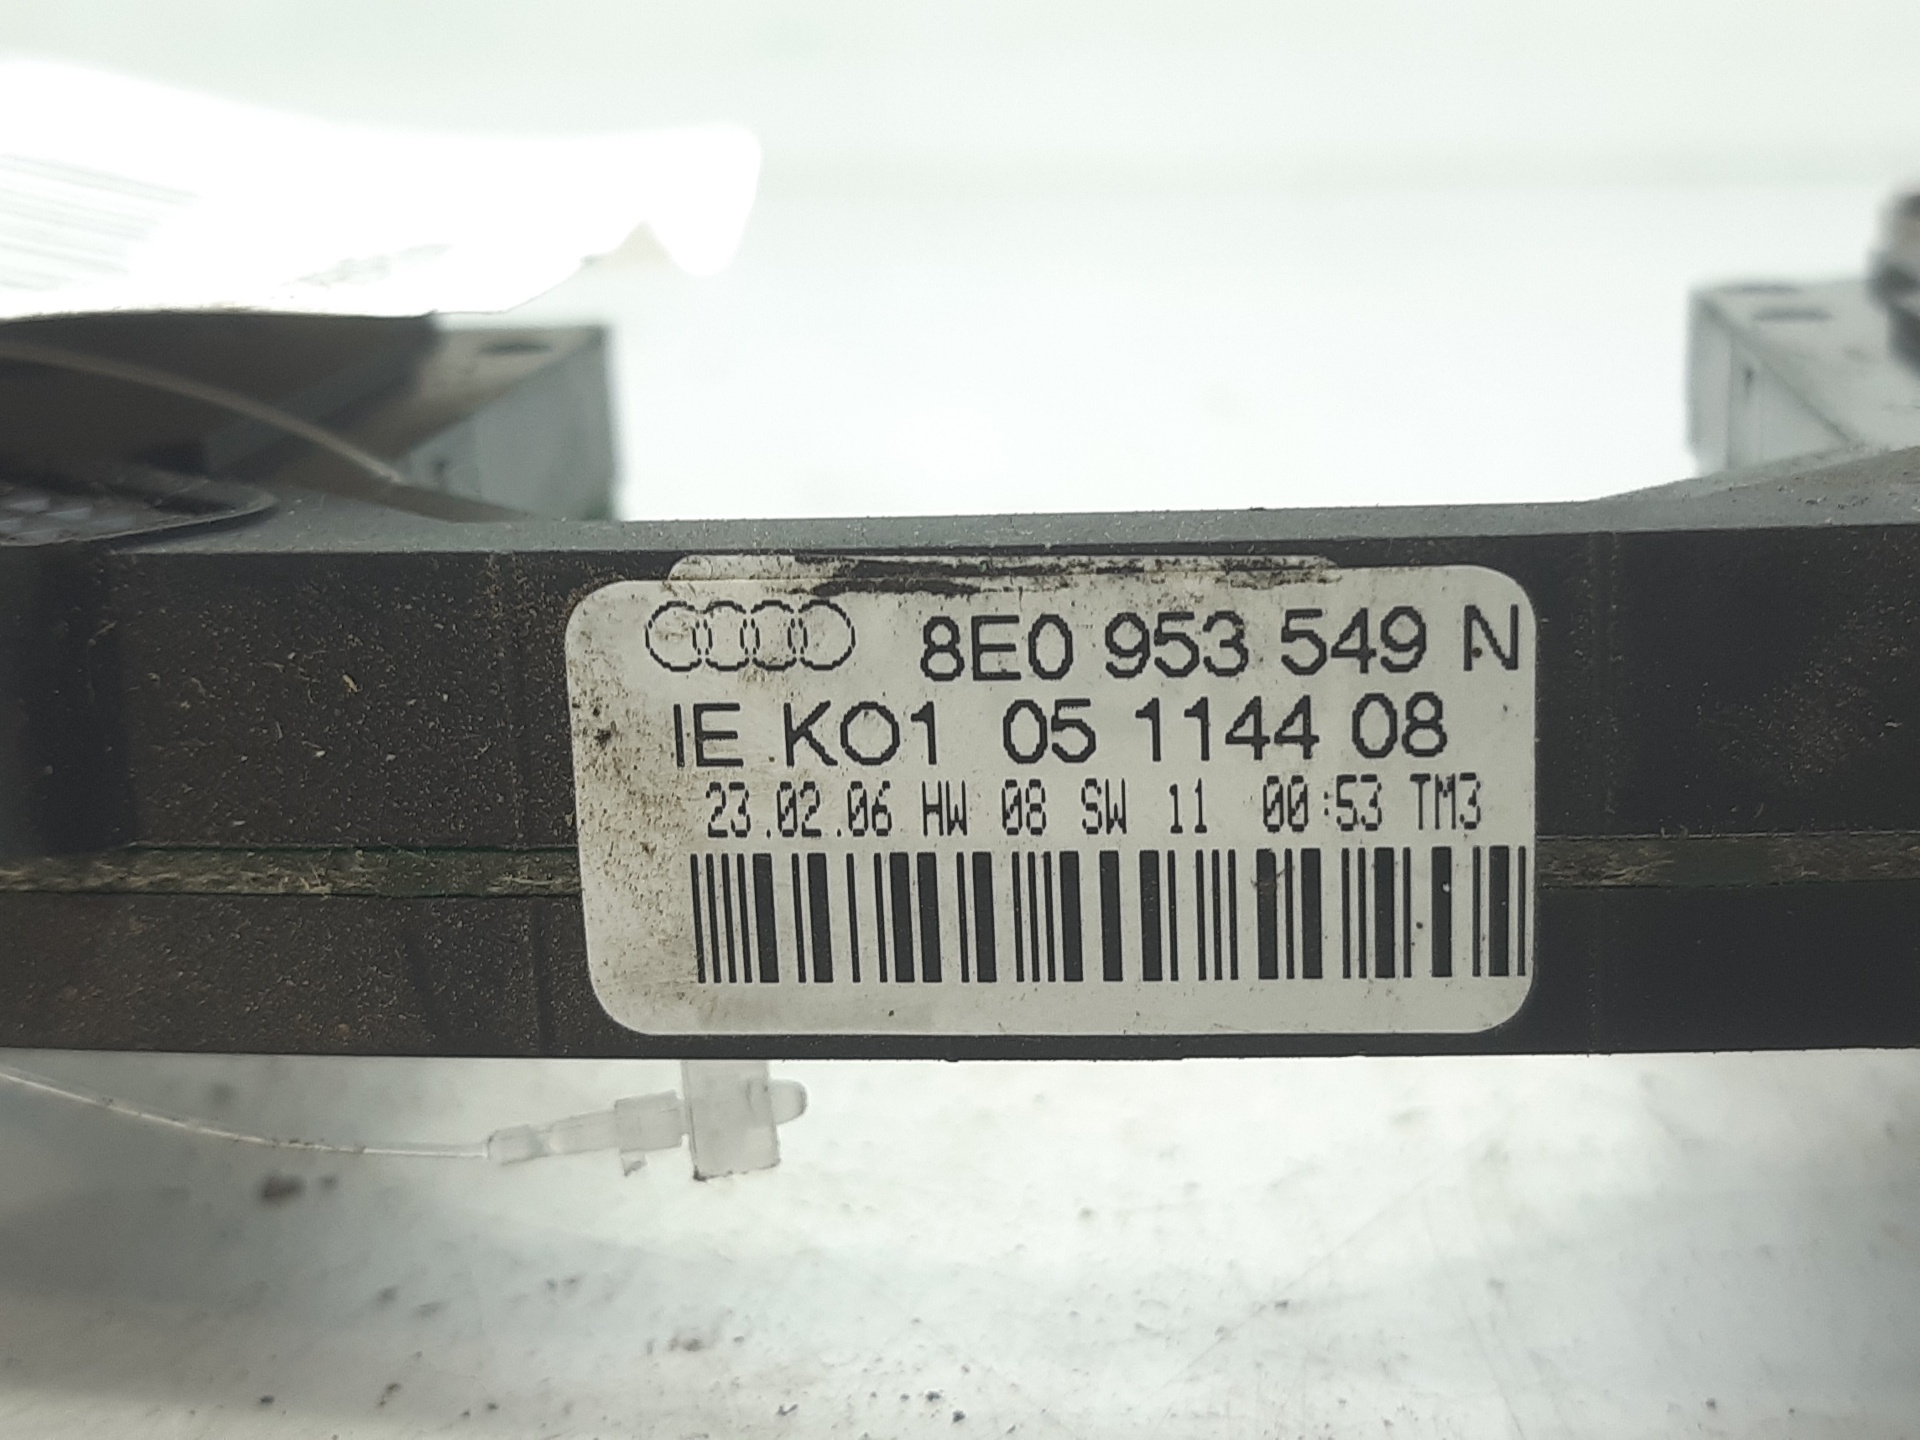 8E0 953 549 N
IE KO1 05 1144 08
23.02.06 HW 08 SW 11 00:53 TM3